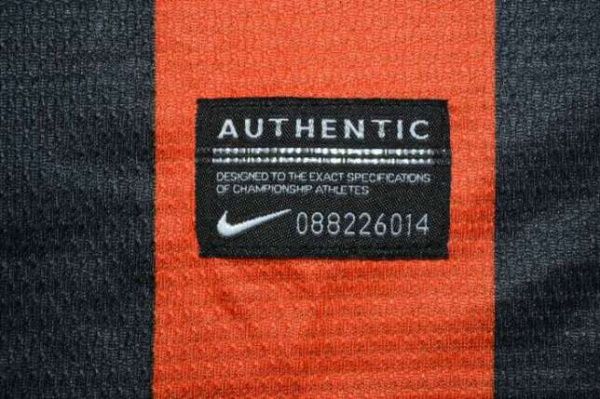 AUTHENTIC
DESIGNED TO THE EXACT SPECIFICATIONS
OF CHAMPIONSHIP ATHLETES
088226014